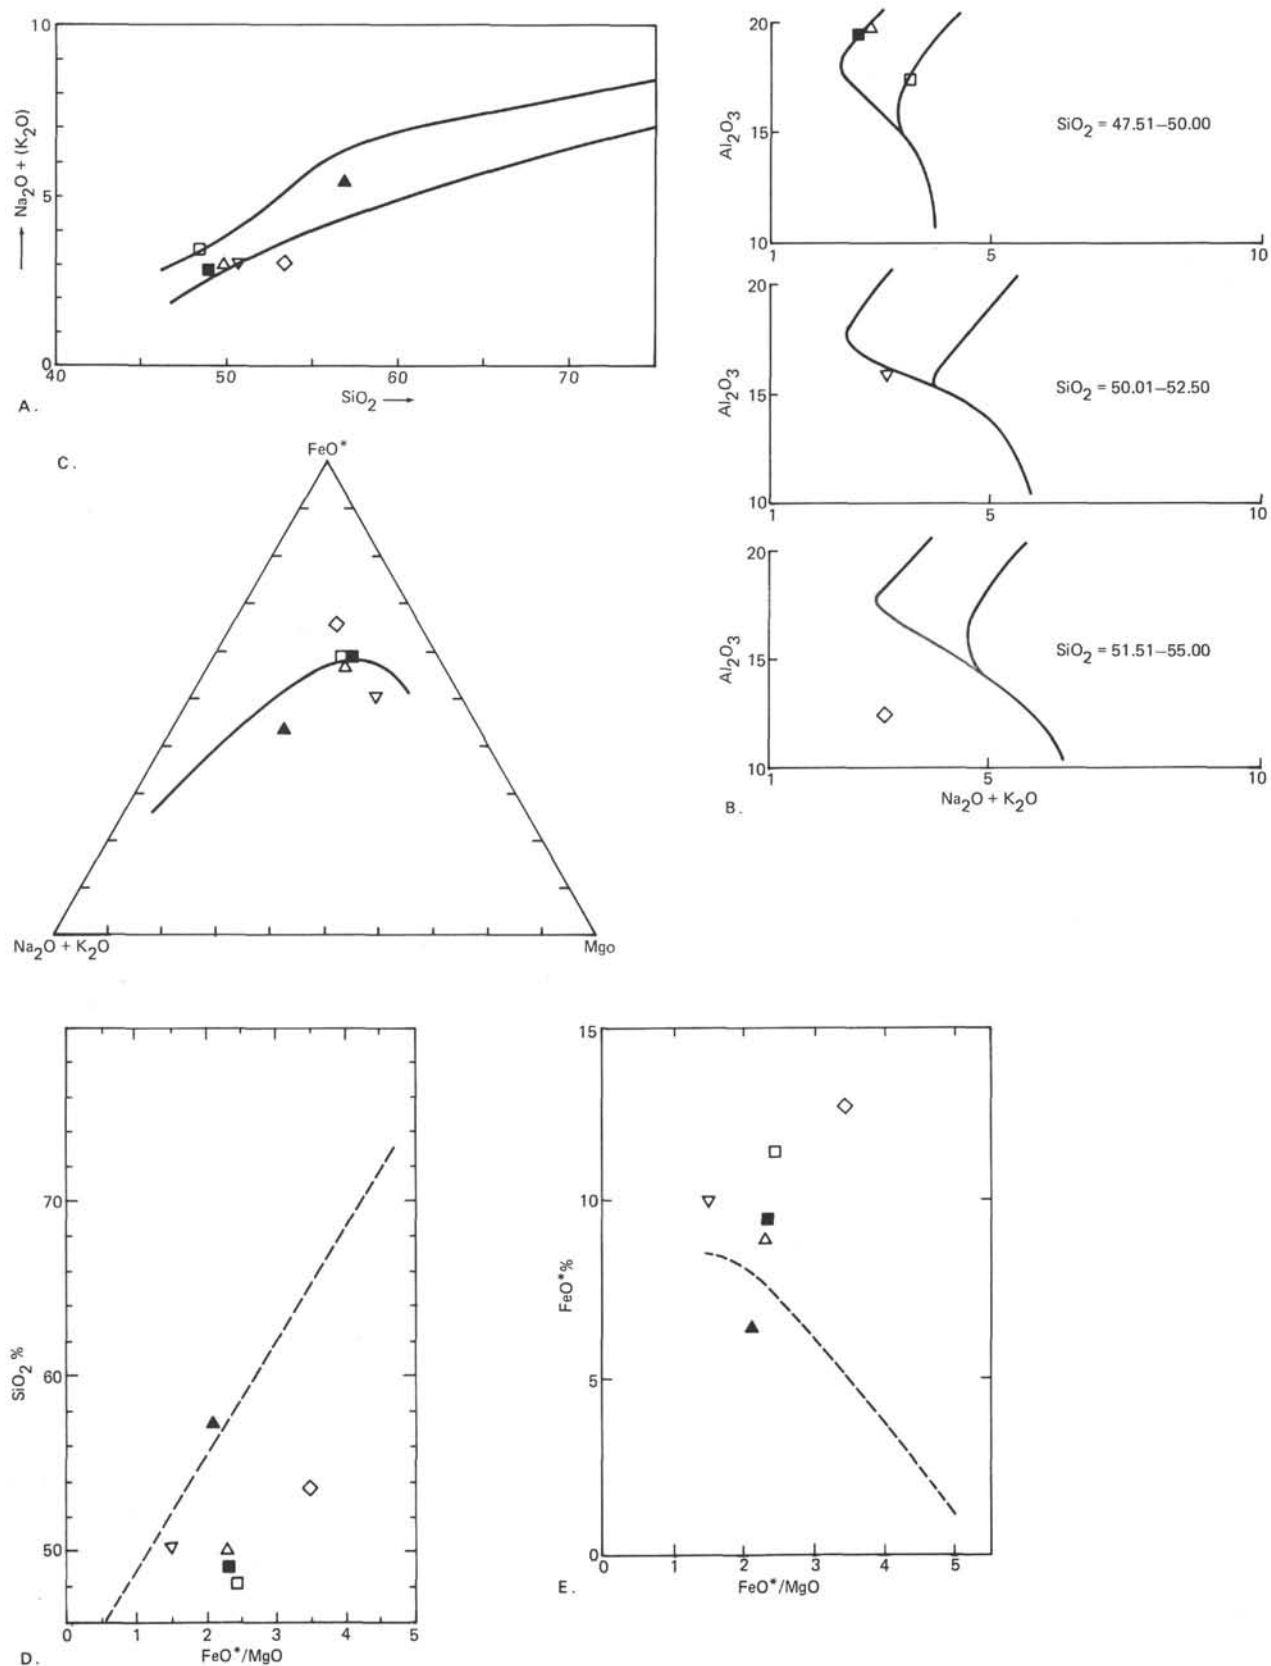 10
5
0
40 50 60 70
Na2O + (K2O)
SiO2
A.
20
15
10
1 5 10
Al2O3
SiO2 = 47.51–50.00
20
15
10
1 5 10
Al2O3
SiO2 = 50.01–52.50
20
15
10
1 5 10
Al2O3
SiO2 = 51.51–55.00
Na2O + K2O
B.
C.
FeO*
Na2O + K2O
Mgo
70
60
50
SiO2 %
0 1 2 3 4 5
FeO*/MgO
D.
15
10
5
0
FeO*%
0 1 2 3 4 5
FeO*/MgO
E.